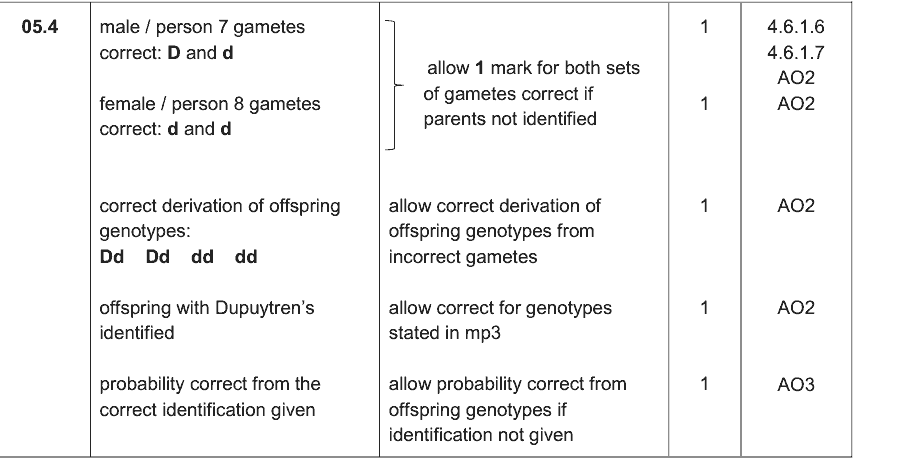 05.4
male / person 7 gametes
correct: D and d
female / person 8 gametes
correct: d and d
allow 1 mark for both sets
of gametes correct if
parents not identified
1
4.6.1.6
4.6.1.7
AO2
1
AO2
correct derivation of offspring
genotypes:
Dd Dd dd dd
allow correct derivation of
offspring genotypes from
incorrect gametes
1
AO2
offspring with Dupuytren’s
identified
allow correct for genotypes
stated in mp3
1
AO2
probability correct from the
correct identification given
allow probability correct from
offspring genotypes if
identification not given
1
AO3